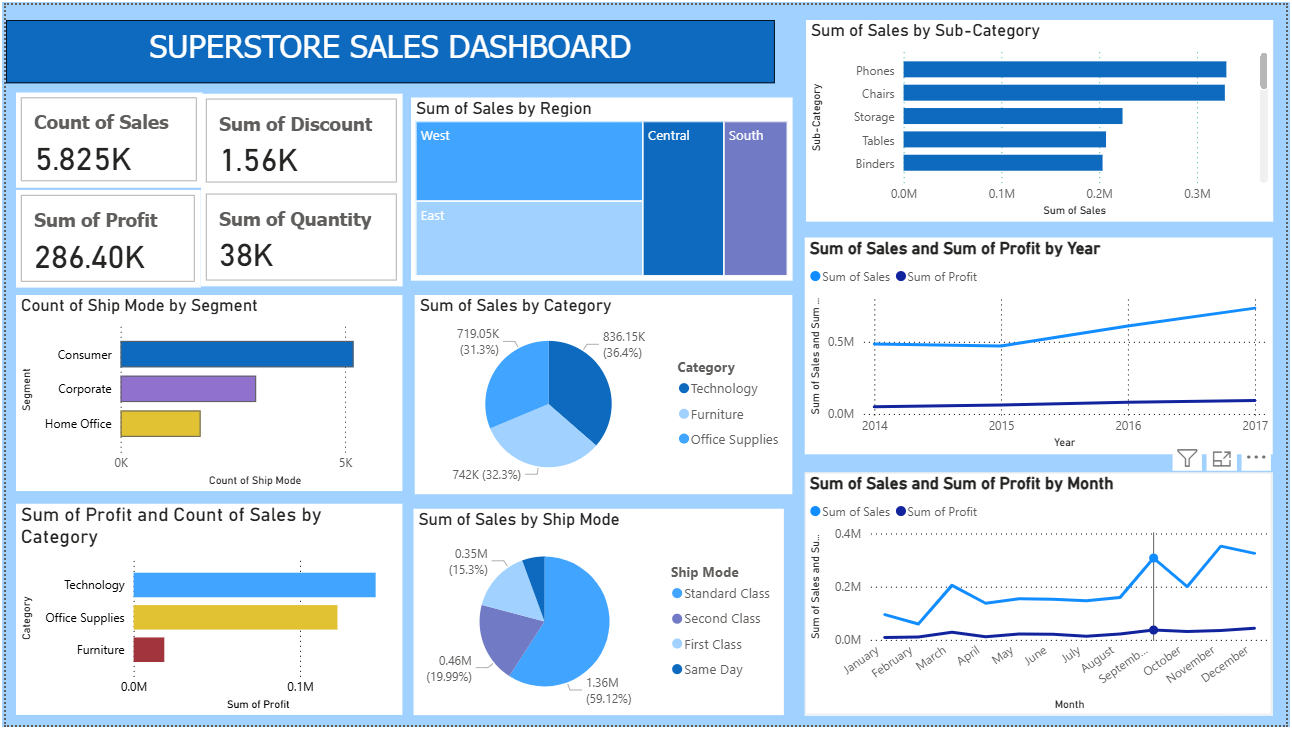 SUPERSTORE SALES DASHBOARD
Count of Sales
5.825K
Sum of Discount
1.56K
Sum of Profit
286.40K
Sum of Quantity
38K
Sum of Sales by Region
West
East
Central
South
Sum of Sales by Sub-Category
Sub-Category
Phones
Chairs
Storage
Tables
Binders
0.0M 0.1M 0.2M 0.3M
Sum of Sales
Sum of Sales and Sum of Profit by Year
Sum of Sales Sum of Profit
Sum of Sales and Sum ...
0.5M
0.0M
2014 2015 2016 2017
Year
Count of Ship Mode by Segment
Segment
Consumer
Corporate
Home Office
0K 5K
Count of Ship Mode
Sum of Sales by Category
719.05K
(31.3%)
836.15K
(36.4%)
742K (32.3%)
Category
Technology
Furniture
Office Supplies
Sum of Profit and Count of Sales by
Category
Category
Technology
Office Supplies
Furniture
0.0M 0.1M
Sum of Profit
Sum of Sales by Ship Mode
0.35M
(15.3%)
0.46M
(19.99%)
1.36M
(59.12%)
Ship Mode
Standard Class
Second Class
First Class
Same Day
Sum of Sales and Sum of Profit by Month
Sum of Sales Sum of Profit
Sum of Sales and Su...
0.4M
0.2M
0.0M
January February March April May June July August Septemb... October November December
Month